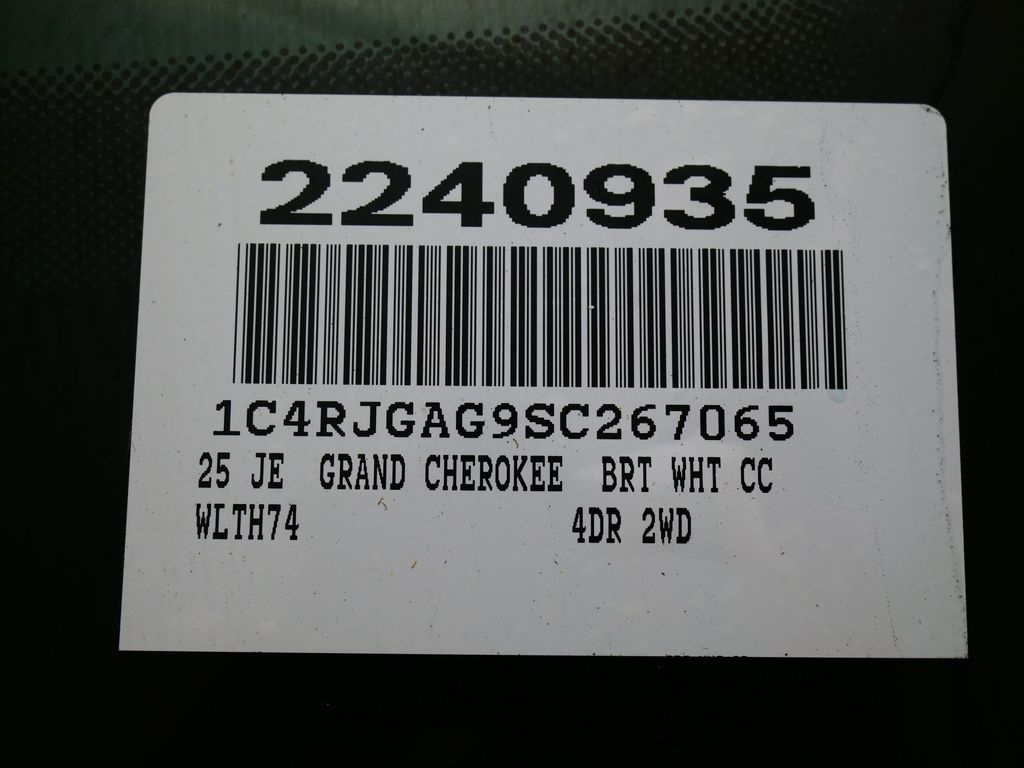 2240935
1C4RJGAG9SC267065
25 JE GRAND CHEROKEE BRT WHT CC
WLTH74 4DR 2WD